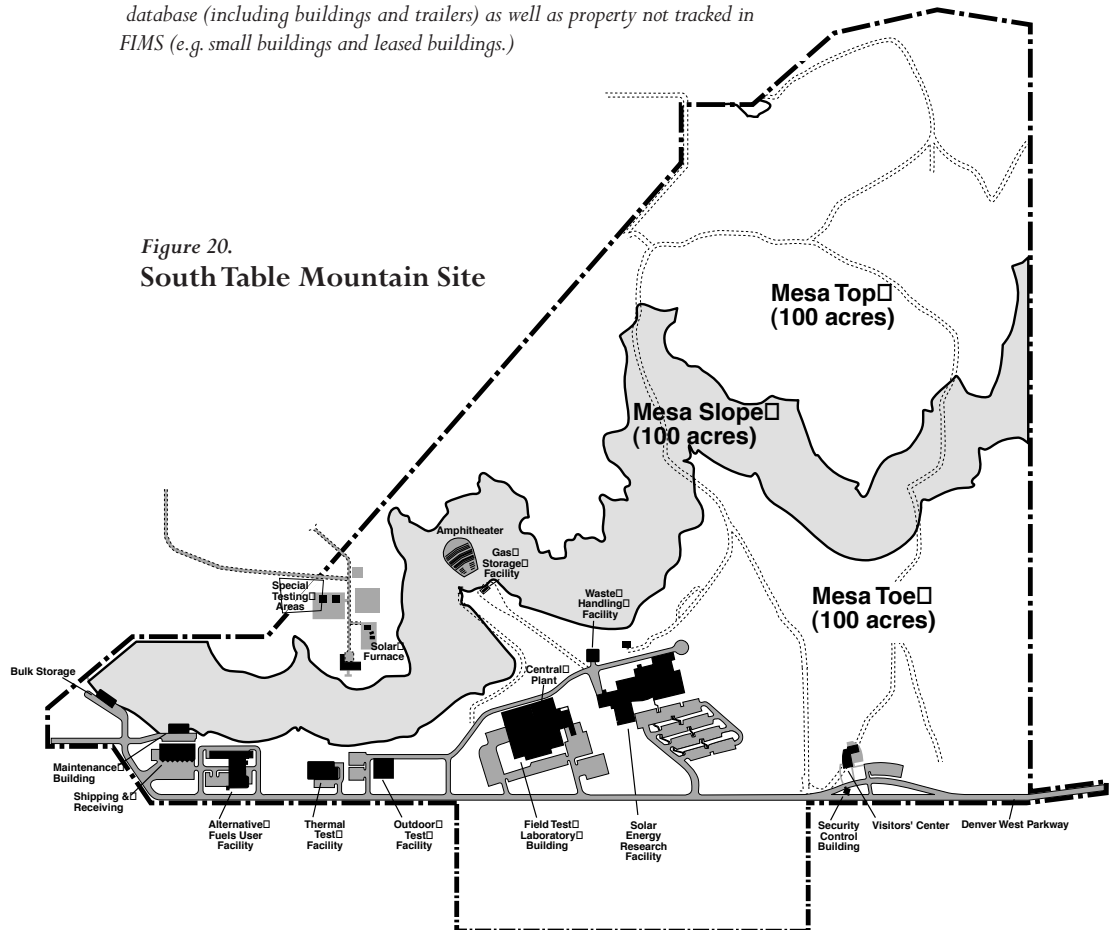 database (including buildings and trailers) as well as property not tracked in
FIMS (e.g. small buildings and leased buildings.)
Figure 20.
South Table Mountain Site
Mesa Top
(100 acres)
Mesa Slope
(100 acres)
Amphitheater
Gas
Storage
Facility
Special
Testing
Areas
Waste
Handling
Facility
Mesa Toe
(100 acres)
Solar
Furnace
Bulk Storage
Central
Plant
Maintenance
Building
Shipping &
Receiving
Alternative
Fuels User
Facility
Thermal
Test
Facility
Outdoor
Test
Facility
Field Test
Laboratory
Building
Solar
Energy
Research
Facility
Security
Control
Building
Visitors' Center
Denver West Parkway